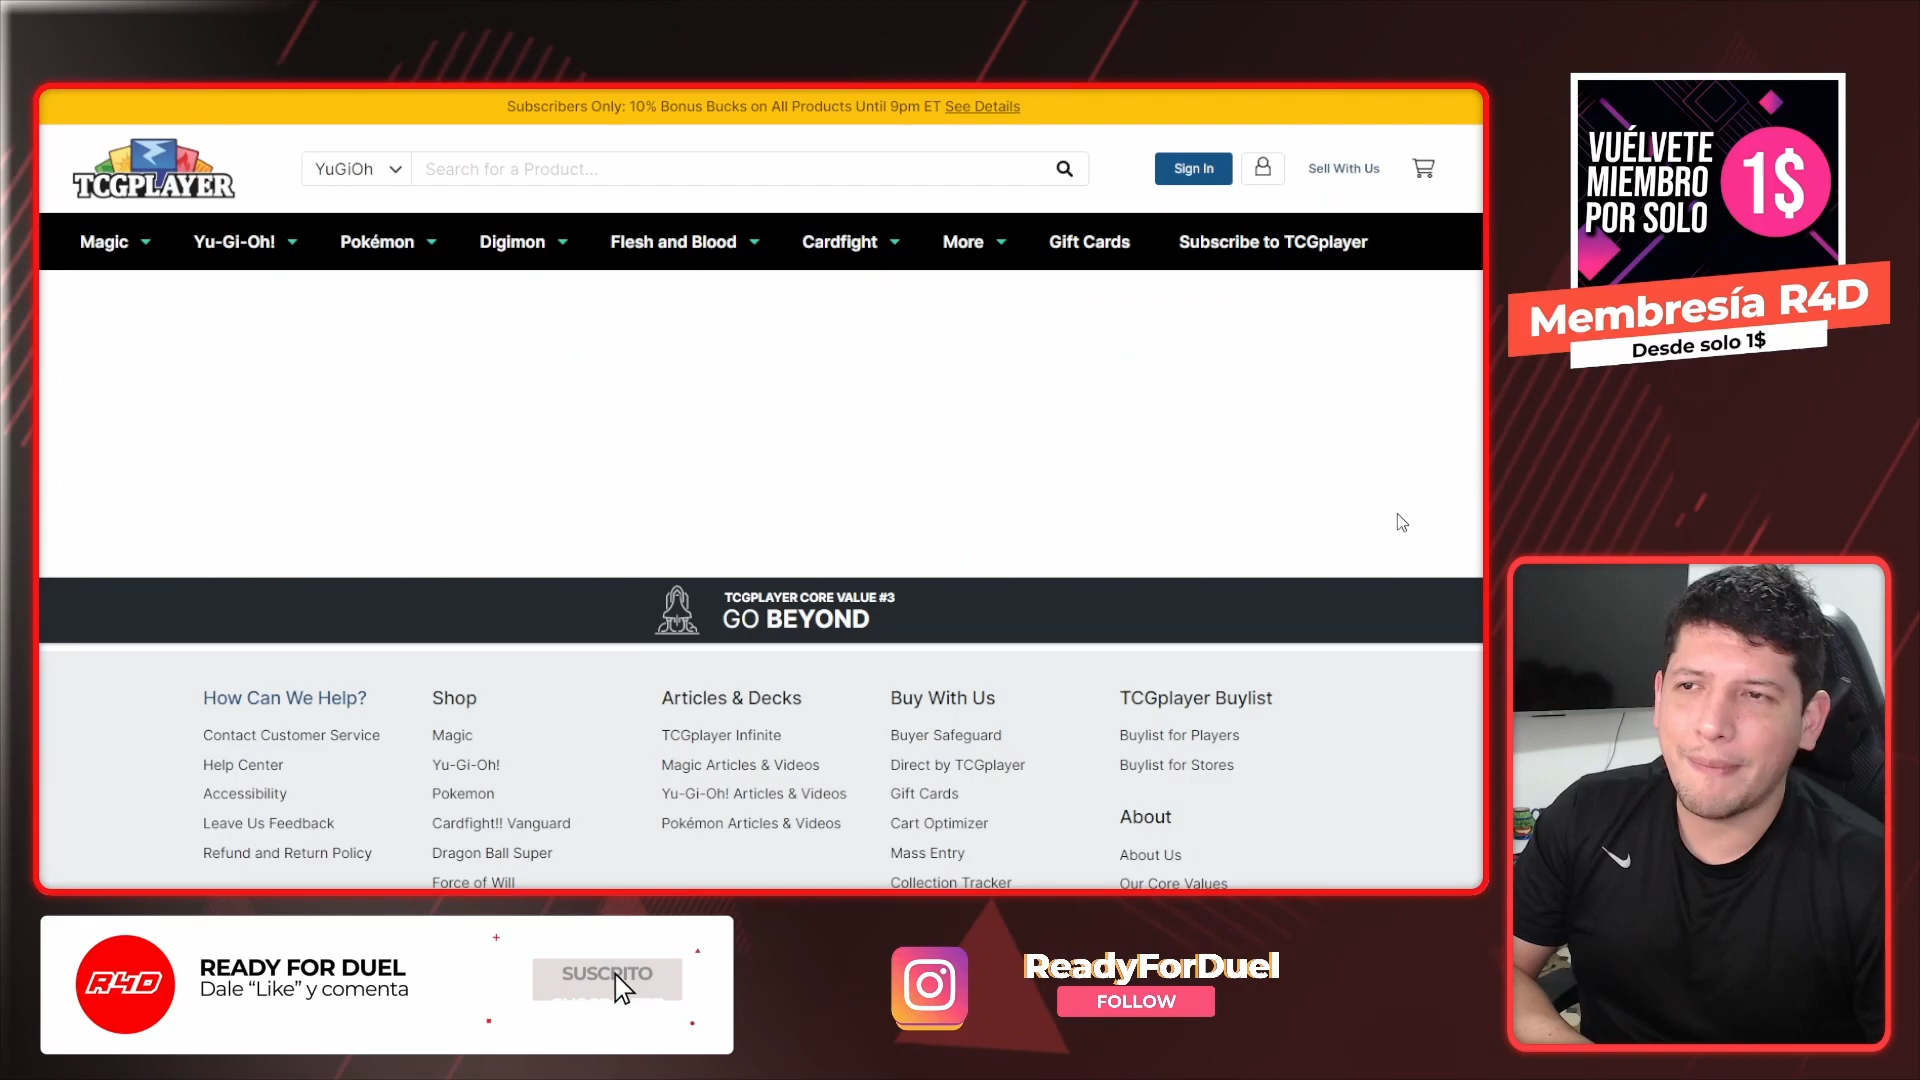 Subscribers Only: 10% Bonus Bucks on All Products Until 9pm ET See Details
TCGPLAYER
YuGiOh
Search for a Product...
Sign In
Sell With Us
Magic
Yu-Gi-Oh!
Pokémon
Digimon
Flesh and Blood
Cardfight
More
Gift Cards
Subscribe to TCGplayer
TCGPLAYER CORE VALUE #3
GO BEYOND
How Can We Help?
Contact Customer Service
Help Center
Accessibility
Leave Us Feedback
Refund and Return Policy
Shop
Magic
Yu-Gi-Oh!
Pokemon
Cardfight!! Vanguard
Dragon Ball Super
Force of Will
Articles & Decks
TCGplayer Infinite
Magic Articles & Videos
Yu-Gi-Oh! Articles & Videos
Pokémon Articles & Videos
Buy With Us
Buyer Safeguard
Direct by TCGplayer
Gift Cards
Cart Optimizer
Mass Entry
Collection Tracker
TCGplayer Buylist
Buylist for Players
Buylist for Stores
About
About Us
Our Core Values
VUÉLVETE
MIEMBRO
POR SOLO
1$
Membresía R4D
Desde solo 1$
R4D
READY FOR DUEL
Dale “Like” y comenta
SUSCRITO
ReadyForDuel
FOLLOW